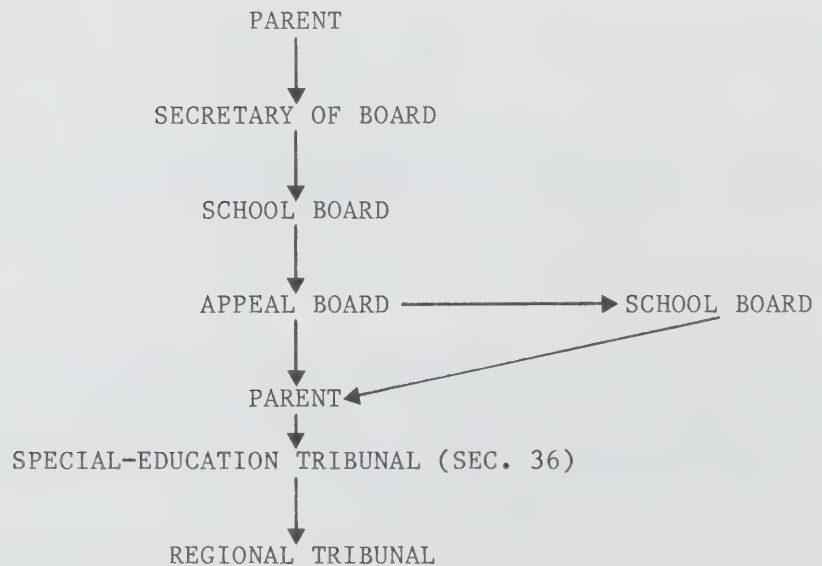 PARENT
SECRETARY OF BOARD
SCHOOL BOARD
APPEAL BOARD SCHOOL BOARD
PARENT
SPECIAL-EDUCATION TRIBUNAL (SEC. 36)
REGIONAL TRIBUNAL